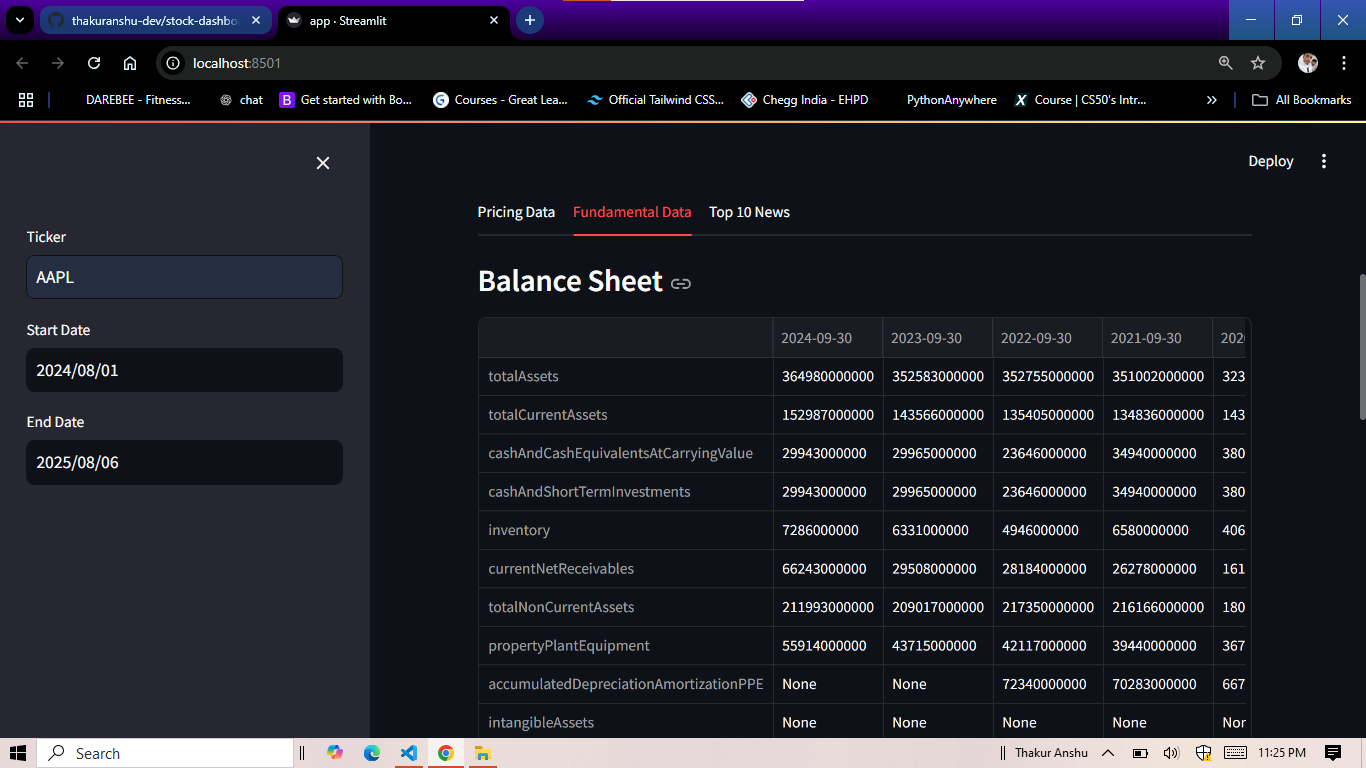 thakuranshu-dev/stock-dashbo
app · Streamlit
localhost:8501
DAREBEE - Fitness...
chat
B Get started with Bo...
G Courses - Great Lea...
Official Tailwind CSS...
Chegg India - EHPD
PythonAnywhere
X Course | CS50's Intr...
All Bookmarks
Deploy
Ticker
AAPL
Start Date
2024/08/01
End Date
2025/08/06
Pricing Data Fundamental Data Top 10 News
Balance Sheet
2024-09-30 2023-09-30 2022-09-30 2021-09-30 202
totalAssets 364980000000 352583000000 352755000000 351002000000 323
totalCurrentAssets 152987000000 143566000000 135405000000 134836000000 143
cashAndCashEquivalentsAtCarryingValue 29943000000 29965000000 23646000000 34940000000 380
cashAndShortTermInvestments 29943000000 29965000000 23646000000 34940000000 380
inventory 7286000000 6331000000 4946000000 6580000000 406
currentNetReceivables 66243000000 29508000000 28184000000 26278000000 161
totalNonCurrentAssets 211993000000 209017000000 217350000000 216166000000 180
propertyPlantEquipment 55914000000 43715000000 42117000000 39440000000 367
accumulatedDepreciationAmortizationPPE None None 72340000000 70283000000 667
intangibleAssets None None None None Nor
Search
Thakur Anshu
11:25 PM